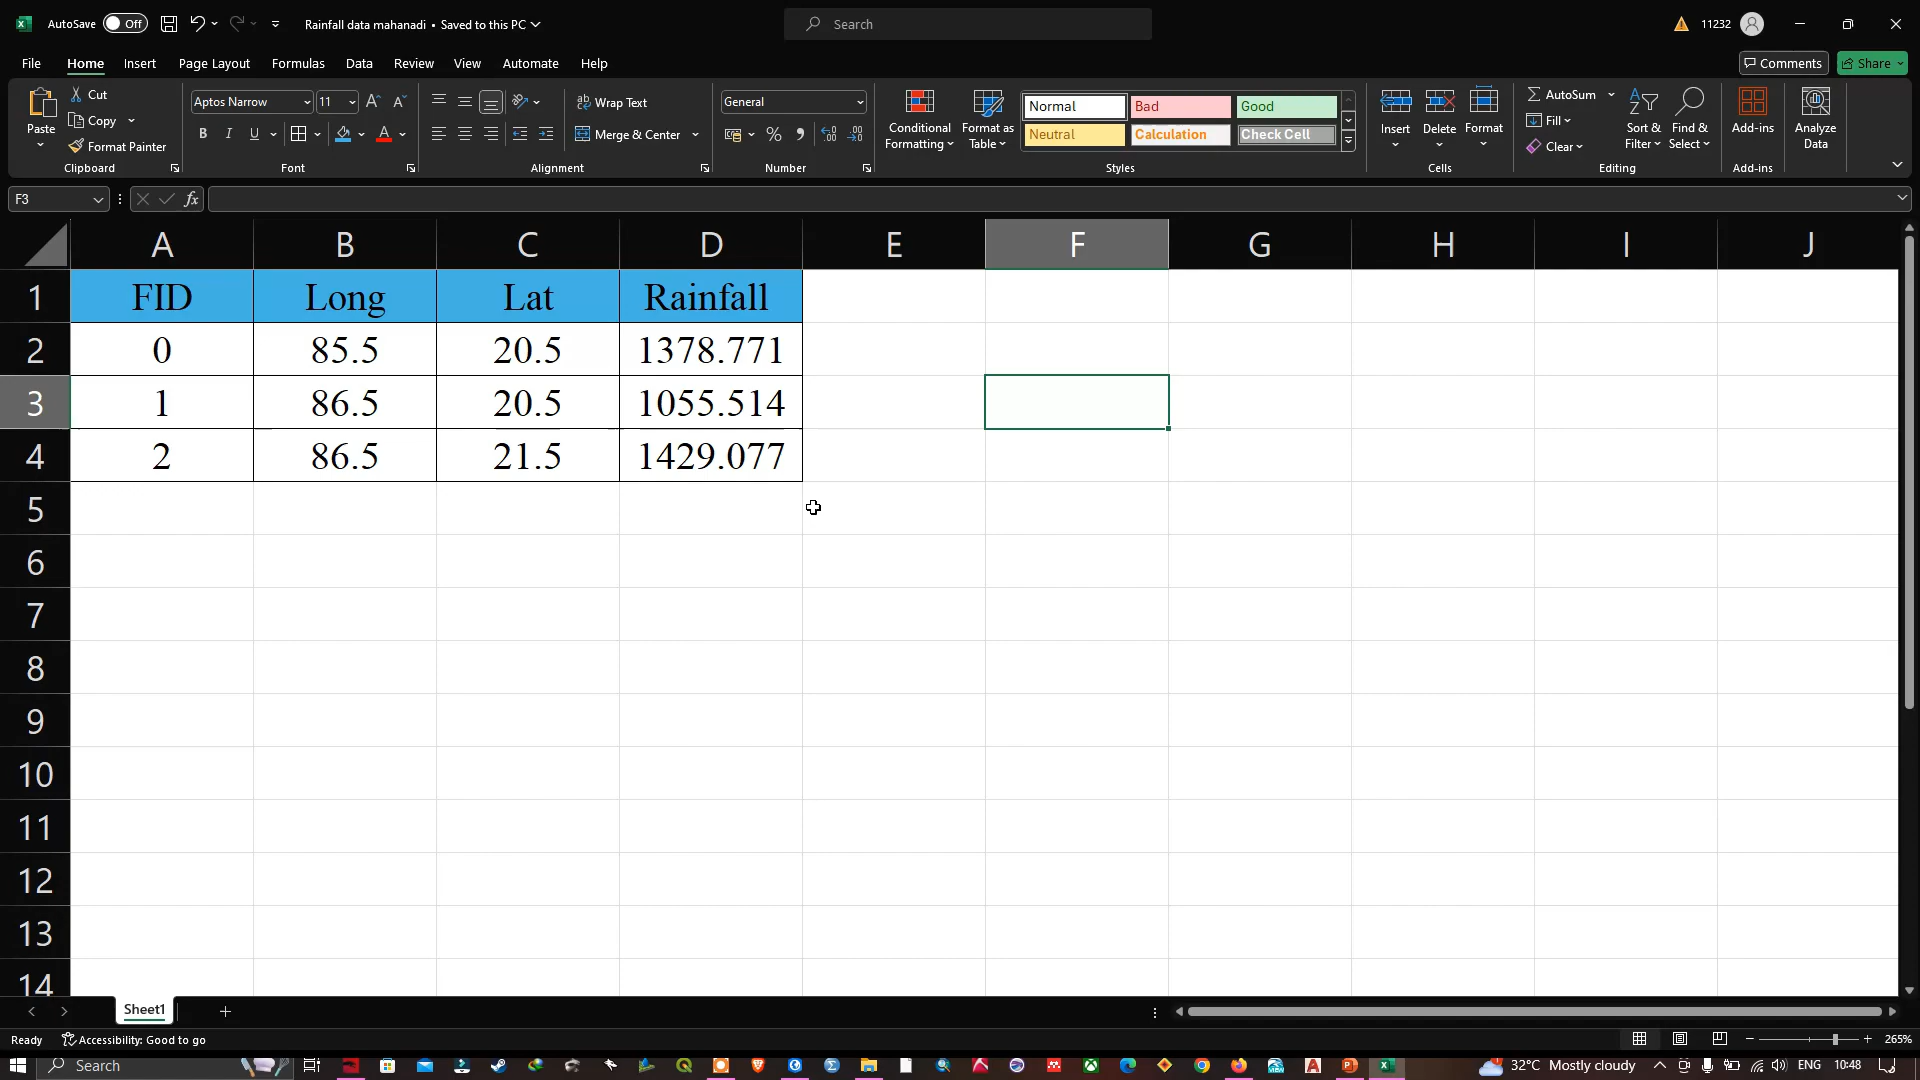 AutoSave Off Rainfall data mahanadi • Saved to this PC Search 11232
File Home Insert Page Layout Formulas Data Review View Automate Help Comments Share
Paste Cut Copy Format Painter Clipboard
Aptos Narrow 11 B I U A Font
Wrap Text Merge & Center Alignment
General % Number
Conditional Formatting Format as Table
Normal Bad Good
Neutral Calculation Check Cell
Styles
Insert Delete Format Cells
AutoSum Fill Clear Sort & Filter Find & Select Editing
Add-ins Add-ins
Analyze Data
F3 fx
A B C D E F G H I J
1 FID Long Lat Rainfall
2 0 85.5 20.5 1378.771
3 1 86.5 20.5 1055.514
4 2 86.5 21.5 1429.077
5
6
7
8
9
10
11
12
13
14
Sheet1
Ready Accessibility: Good to go 265%
Search 32°C Mostly cloudy ENG 10:48